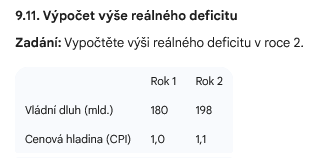 9.11. Výpočet výše reálného deficitu
Zadání: Vypočtěte výši reálného deficitu v roce 2.
Rok 1 Rok 2
Vládní dluh (mld.) 180 198
Cenová hladina (CPI) 1,0 1,1